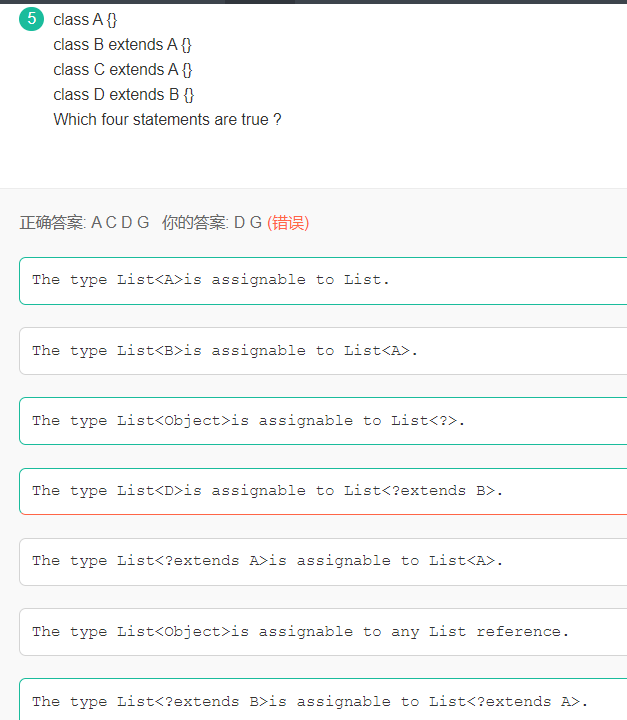 5 class A {}
class B extends A {}
class C extends A {}
class D extends B {}
Which four statements are true ?
正确答案: A C D G 你的答案: D G (错误)
The type List<A>is assignable to List.
The type List<B>is assignable to List<A>.
The type List<Object>is assignable to List<?>.
The type List<D>is assignable to List<?extends B>.
The type List<?extends A>is assignable to List<A>.
The type List<Object>is assignable to any List reference.
The type List<?extends B>is assignable to List<?extends A>.